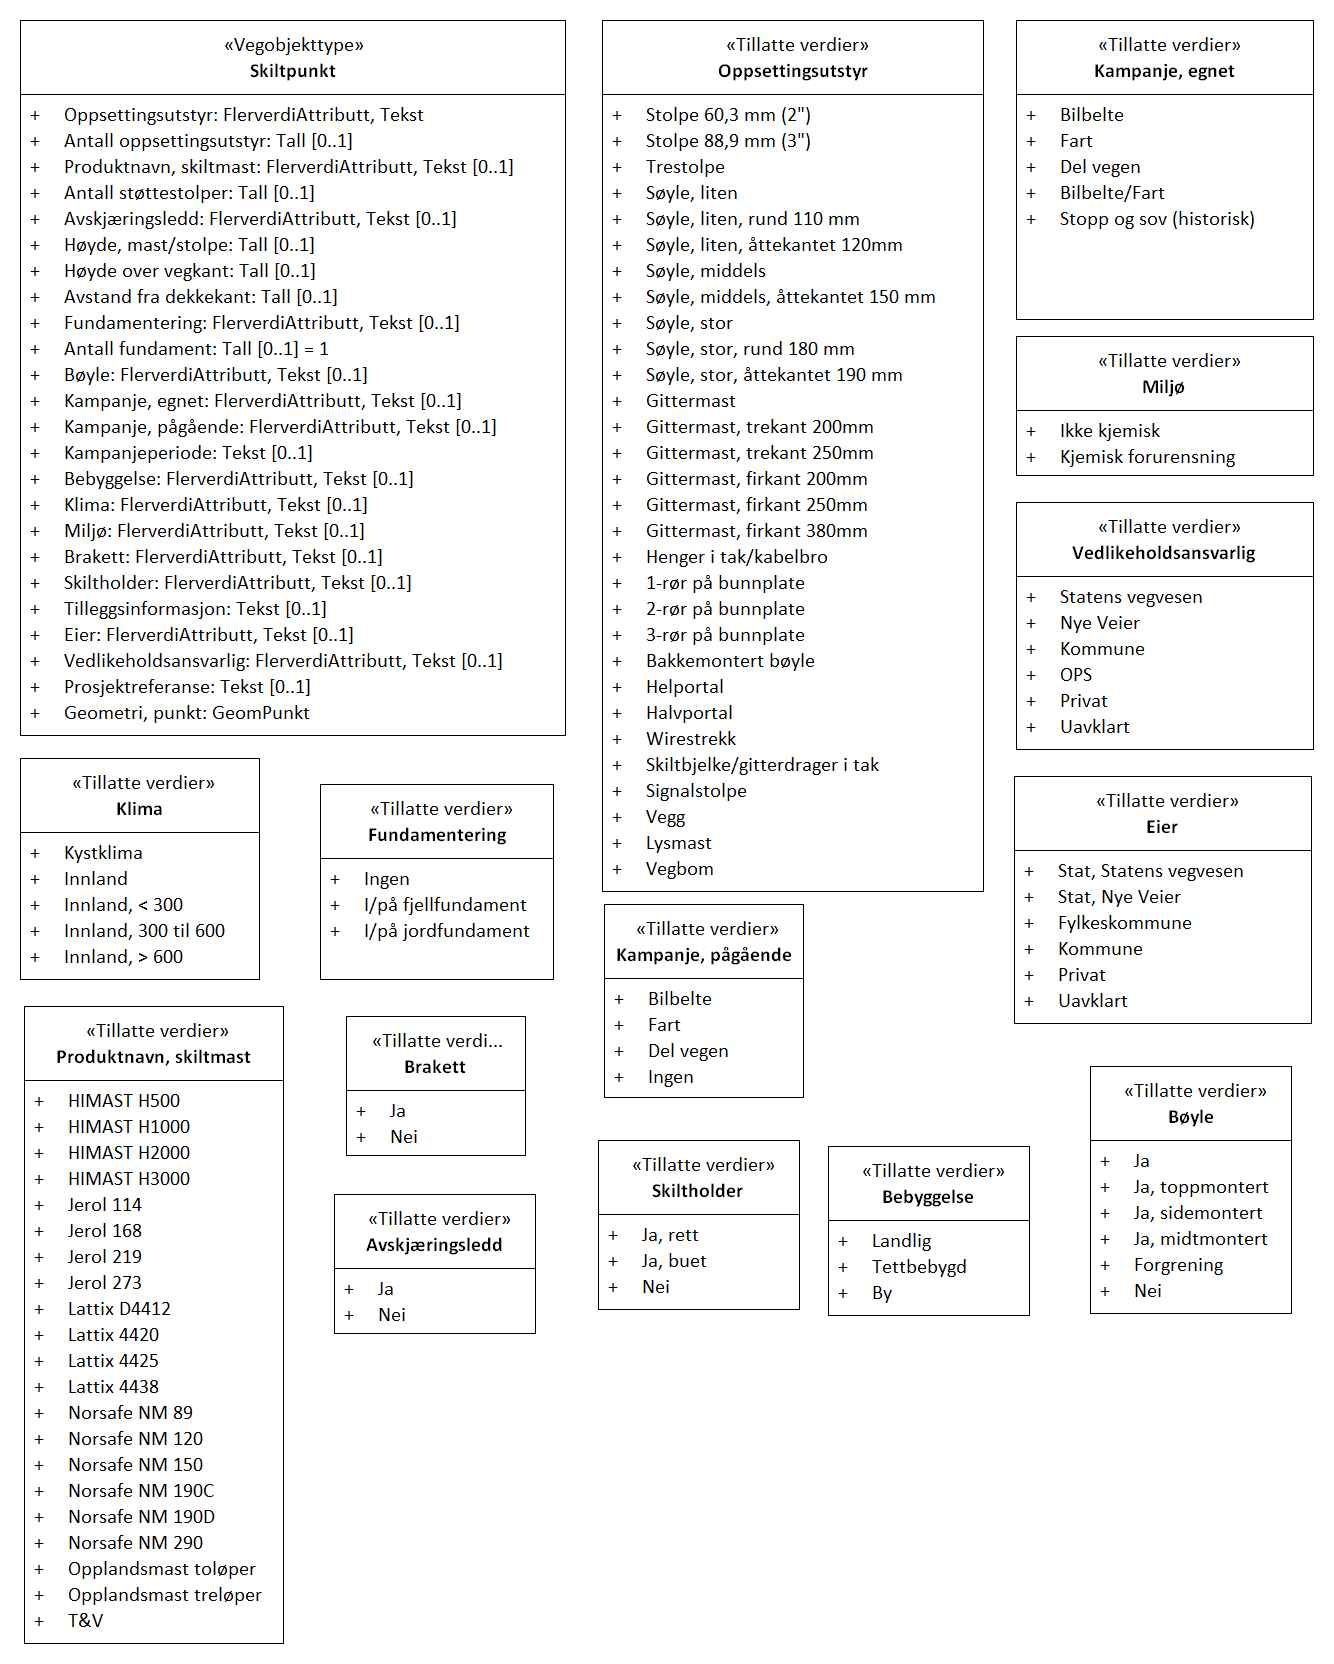 «Vegobjekttype»
Skiltpunkt
+ Oppsettingsutstyr: FlerverdiAttributt, Tekst
+ Antall oppsettingsutstyr: Tall [0..1]
+ Produktnavn, skiltmast: FlerverdiAttributt, Tekst [0..1]
+ Antall støttestolper: Tall [0..1]
+ Avskjæringsledd: FlerverdiAttributt, Tekst [0..1]
+ Høyde, mast/stolpe: Tall [0..1]
+ Høyde over vegkant: Tall [0..1]
+ Avstand fra dekkekant: Tall [0..1]
+ Fundamentering: FlerverdiAttributt, Tekst [0..1]
+ Antall fundament: Tall [0..1] = 1
+ Bøyle: FlerverdiAttributt, Tekst [0..1]
+ Kampanje, egnet: FlerverdiAttributt, Tekst [0..1]
+ Kampanje, pågående: FlerverdiAttributt, Tekst [0..1]
+ Kampanjeperiode: Tekst [0..1]
+ Bebyggelse: FlerverdiAttributt, Tekst [0..1]
+ Klima: FlerverdiAttributt, Tekst [0..1]
+ Miljø: FlerverdiAttributt, Tekst [0..1]
+ Brakett: FlerverdiAttributt, Tekst [0..1]
+ Skiltholder: FlerverdiAttributt, Tekst [0..1]
+ Tilleggsinformasjon: Tekst [0..1]
+ Eier: FlerverdiAttributt, Tekst [0..1]
+ Vedlikeholdsansvarlig: FlerverdiAttributt, Tekst [0..1]
+ Prosjektreferanse: Tekst [0..1]
+ Geometri, punkt: GeomPunkt
«Tillatte verdier»
Oppsettingsutstyr
+ Stolpe 60,3 mm (2")
+ Stolpe 88,9 mm (3")
+ Trestolpe
+ Søyle, liten
+ Søyle, liten, rund 110 mm
+ Søyle, liten, åttekantet 120mm
+ Søyle, middels
+ Søyle, middels, åttekantet 150 mm
+ Søyle, stor
+ Søyle, stor, rund 180 mm
+ Søyle, stor, åttekantet 190 mm
+ Gittermast
+ Gittermast, trekant 200mm
+ Gittermast, trekant 250mm
+ Gittermast, firkant 200mm
+ Gittermast, firkant 250mm
+ Gittermast, firkant 380mm
+ Henger i tak/kabelbro
+ 1-rør på bunnplate
+ 2-rør på bunnplate
+ 3-rør på bunnplate
+ Bakkemontert bøyle
+ Helportal
+ Halvportal
+ Wirestrekk
+ Skiltbjelke/gitterdrager i tak
+ Signalstolpe
+ Vegg
+ Lysmast
+ Vegbom
«Tillatte verdier»
Kampanje, egnet
+ Bilbelte
+ Fart
+ Del vegen
+ Bilbelte/Fart
+ Stopp og sov (historisk)
«Tillatte verdier»
Miljø
+ Ikke kjemisk
+ Kjemisk forurensning
«Tillatte verdier»
Vedlikeholdsansvarlig
+ Statens vegvesen
+ Nye Veier
+ Kommune
+ OPS
+ Privat
+ Uavklart
«Tillatte verdier»
Klima
+ Kystklima
+ Innland
+ Innland, < 300
+ Innland, 300 til 600
+ Innland, > 600
«Tillatte verdier»
Fundamentering
+ Ingen
+ I/på fjellfundament
+ I/på jordfundament
«Tillatte verdier»
Eier
+ Stat, Statens vegvesen
+ Stat, Nye Veier
+ Fylkeskommune
+ Kommune
+ Privat
+ Uavklart
«Tillatte verdier»
Kampanje, pågående
+ Bilbelte
+ Fart
+ Del vegen
+ Ingen
«Tillatte verdier»
Produktnavn, skiltmast
+ HIMAST H500
+ HIMAST H1000
+ HIMAST H2000
+ HIMAST H3000
+ Jerol 114
+ Jerol 168
+ Jerol 219
+ Jerol 273
+ Lattix D4412
+ Lattix 4420
+ Lattix 4425
+ Lattix 4438
+ Norsafe NM 89
+ Norsafe NM 120
+ Norsafe NM 150
+ Norsafe NM 190C
+ Norsafe NM 190D
+ Norsafe NM 290
+ Opplandsmast toløper
+ Opplandsmast treløper
+ T&V
«Tillatte verdi...
Brakett
+ Ja
+ Nei
«Tillatte verdier»
Avskjæringsledd
+ Ja
+ Nei
«Tillatte verdier»
Skiltholder
+ Ja, rett
+ Ja, buet
+ Nei
«Tillatte verdier»
Bebyggelse
+ Landlig
+ Tettbebygd
+ By
«Tillatte verdier»
Bøyle
+ Ja
+ Ja, toppmontert
+ Ja, sidemontert
+ Ja, midtmontert
+ Forgrening
+ Nei